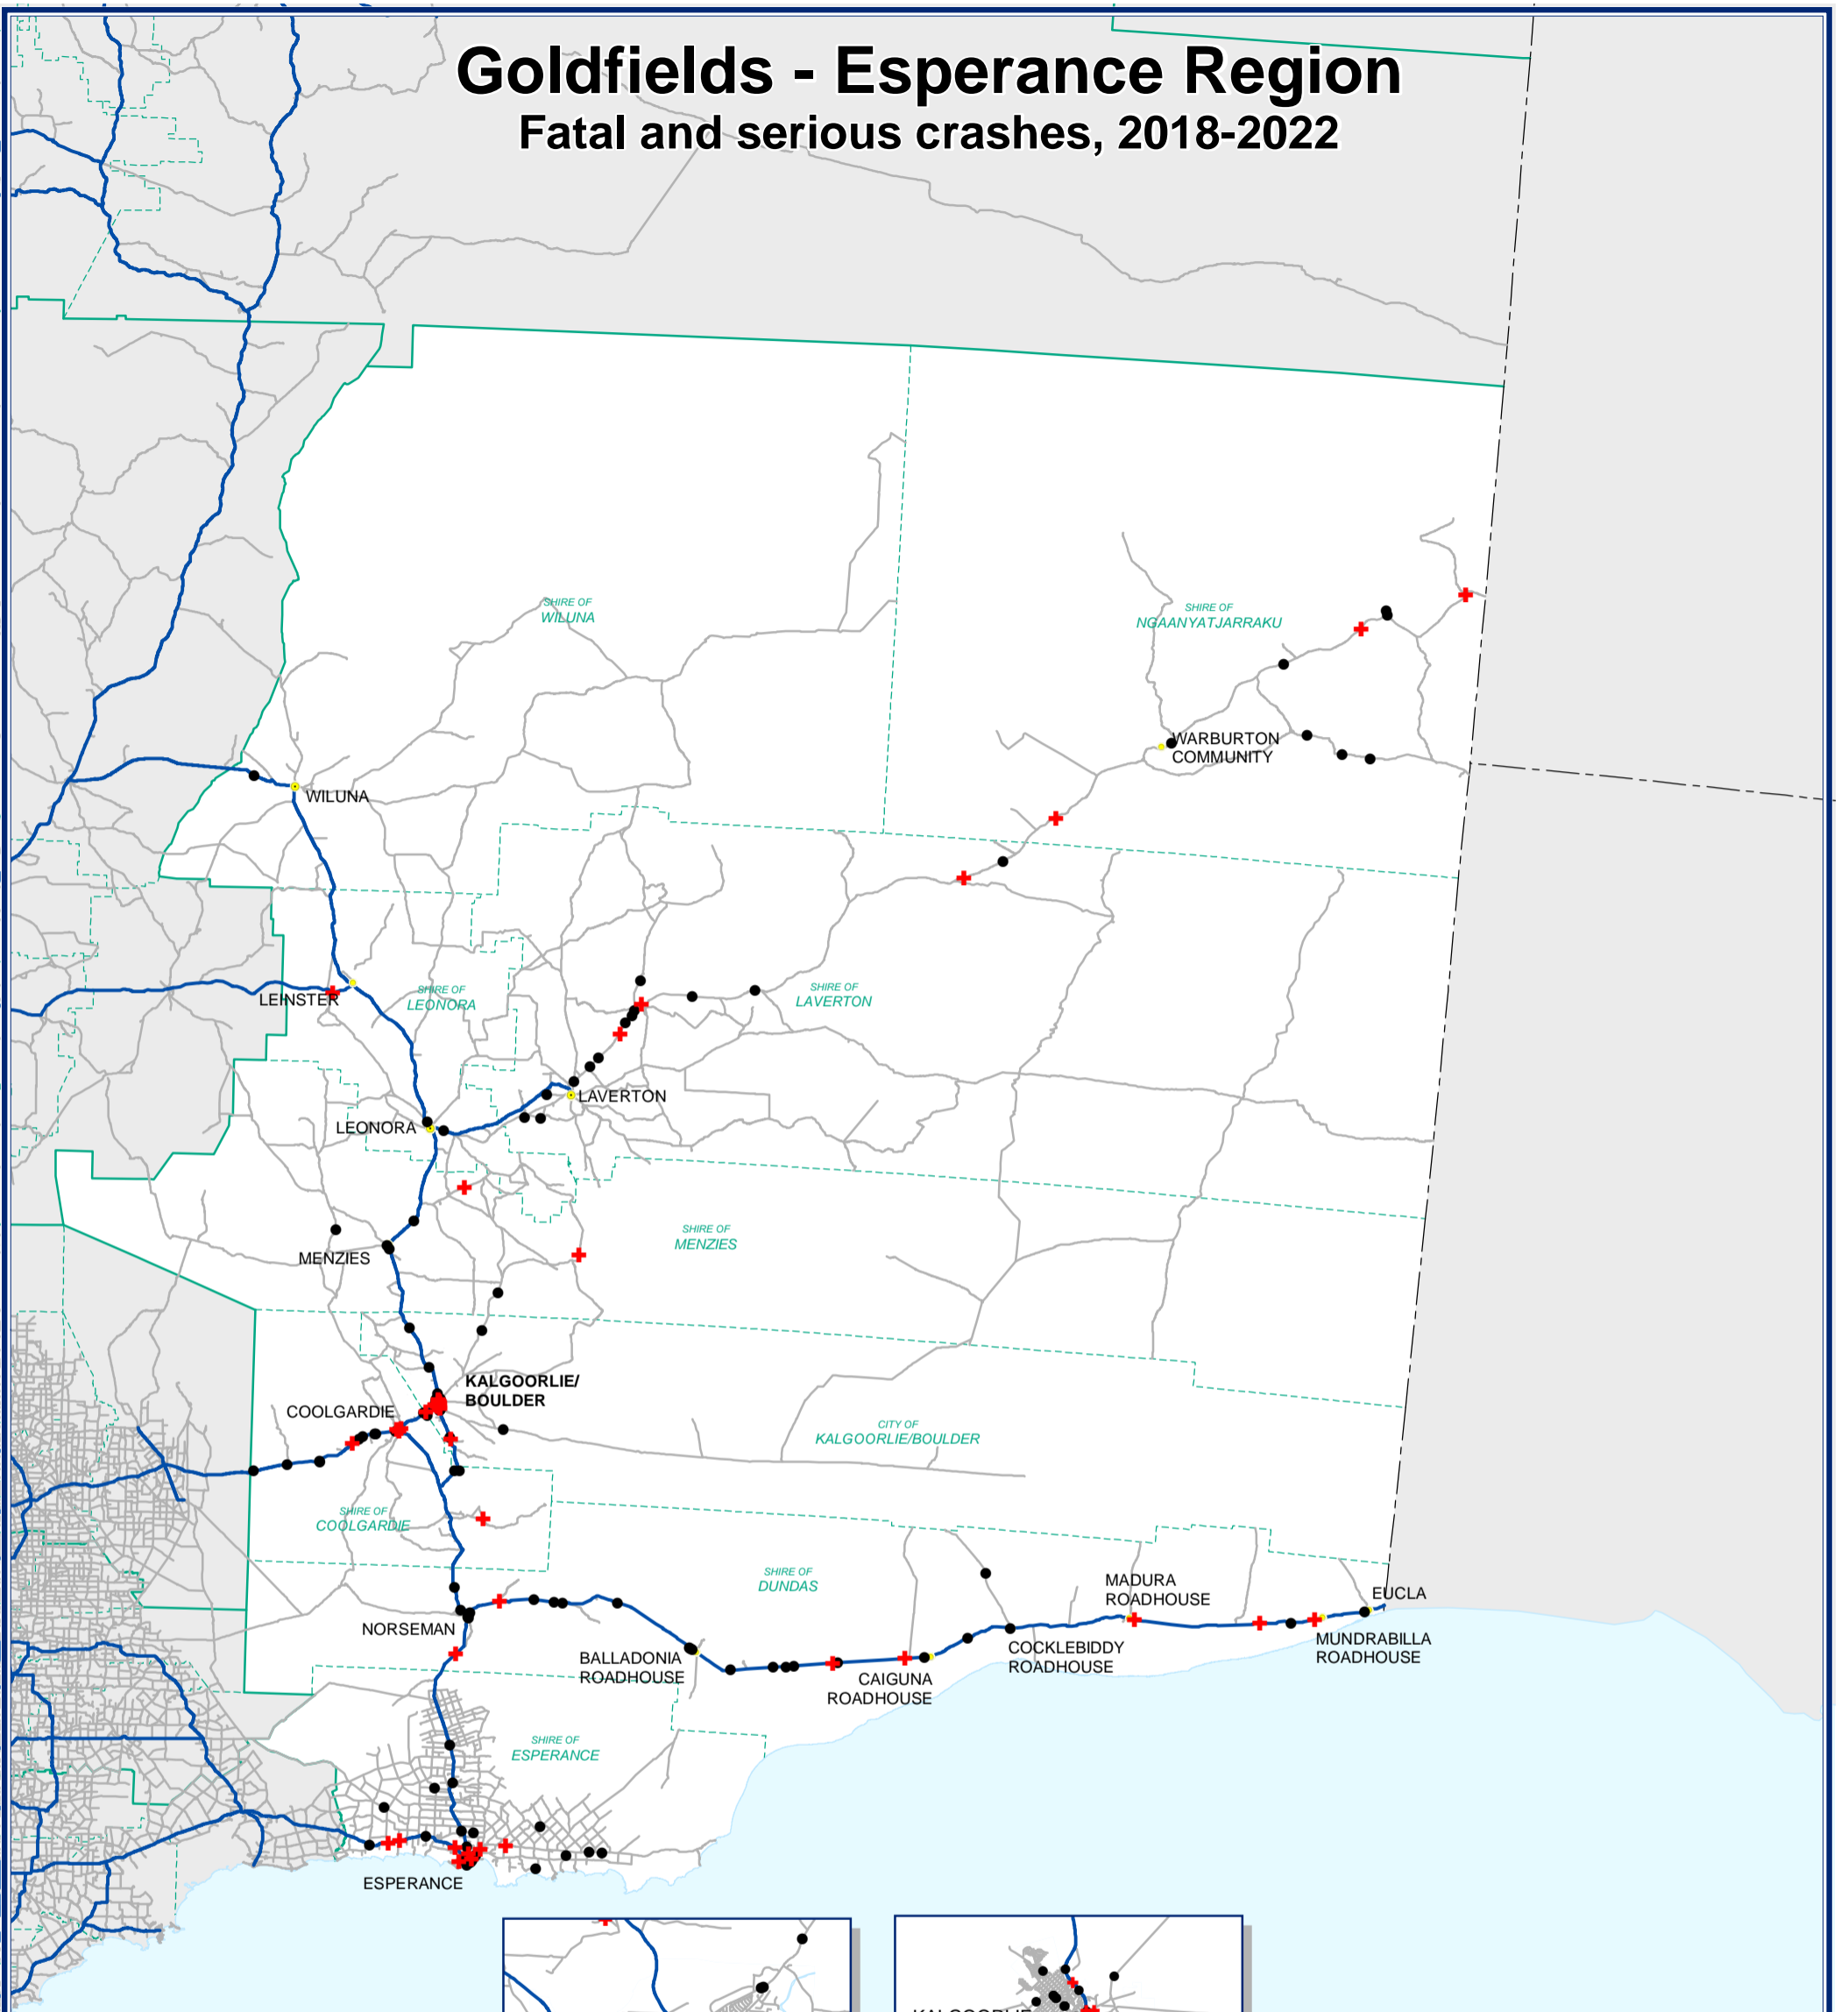 Goldfields - Esperance Region
Fatal and serious crashes, 2018-2022
SHIRE OF
WILUNA
SHIRE OF
NGAANYATJARRAKU
WARBURTON
COMMUNITY
WILUNA
LEINSTER
SHIRE OF
LEONORA
SHIRE OF
LAVERTON
LAVERTON
LEONORA
SHIRE OF
MENZIES
MENZIES
KALGOORLIE/
BOULDER
COOLGARDIE
CITY OF
KALGOORLIE/BOULDER
SHIRE OF
COOLGARDIE
SHIRE OF
DUNDAS
MADURA
ROADHOUSE
EUCLA
NORSEMAN
BALLADONIA
ROADHOUSE
CAIGUNA
ROADHOUSE
COCKLEBIDDY
ROADHOUSE
MUNDRABILLA
ROADHOUSE
SHIRE OF
ESPERANCE
ESPERANCE